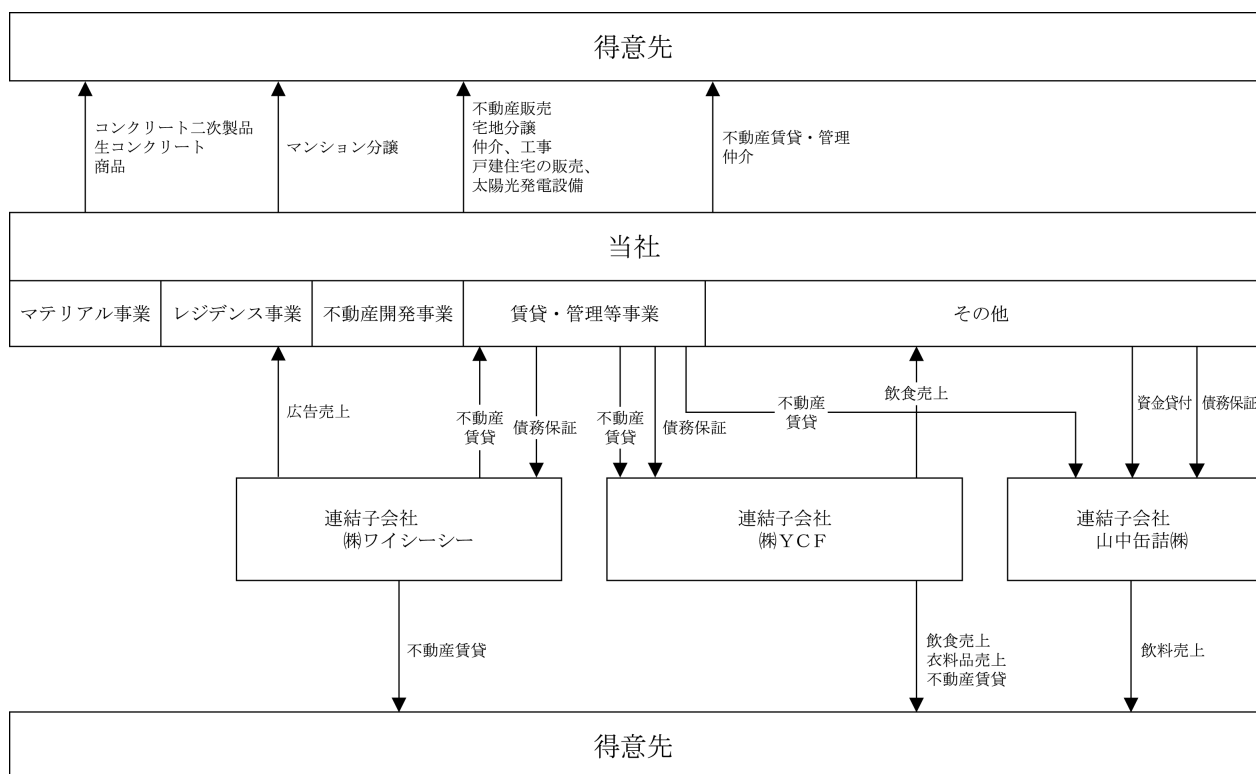 得意先
コンクリート二次製品
生コンクリート
商品
マンション分譲
不動産販売
宅地分譲
仲介、工事
戸建住宅の販売、
太陽光発電設備
不動産賃貸・管理
仲介
当社
マテリアル事業
レジデンス事業
不動産開発事業
賃貸・管理等事業
その他
広告売上
不動産
賃貸
債務保証
不動産
賃貸
債務保証
不動産
賃貸
飲食売上
資金貸付
債務保証
連結子会社
㈱ワイシーシー
連結子会社
㈱ＹＣＦ
連結子会社
山中缶詰㈱
不動産賃貸
飲食売上
衣料品売上
不動産賃貸
飲料売上
得意先